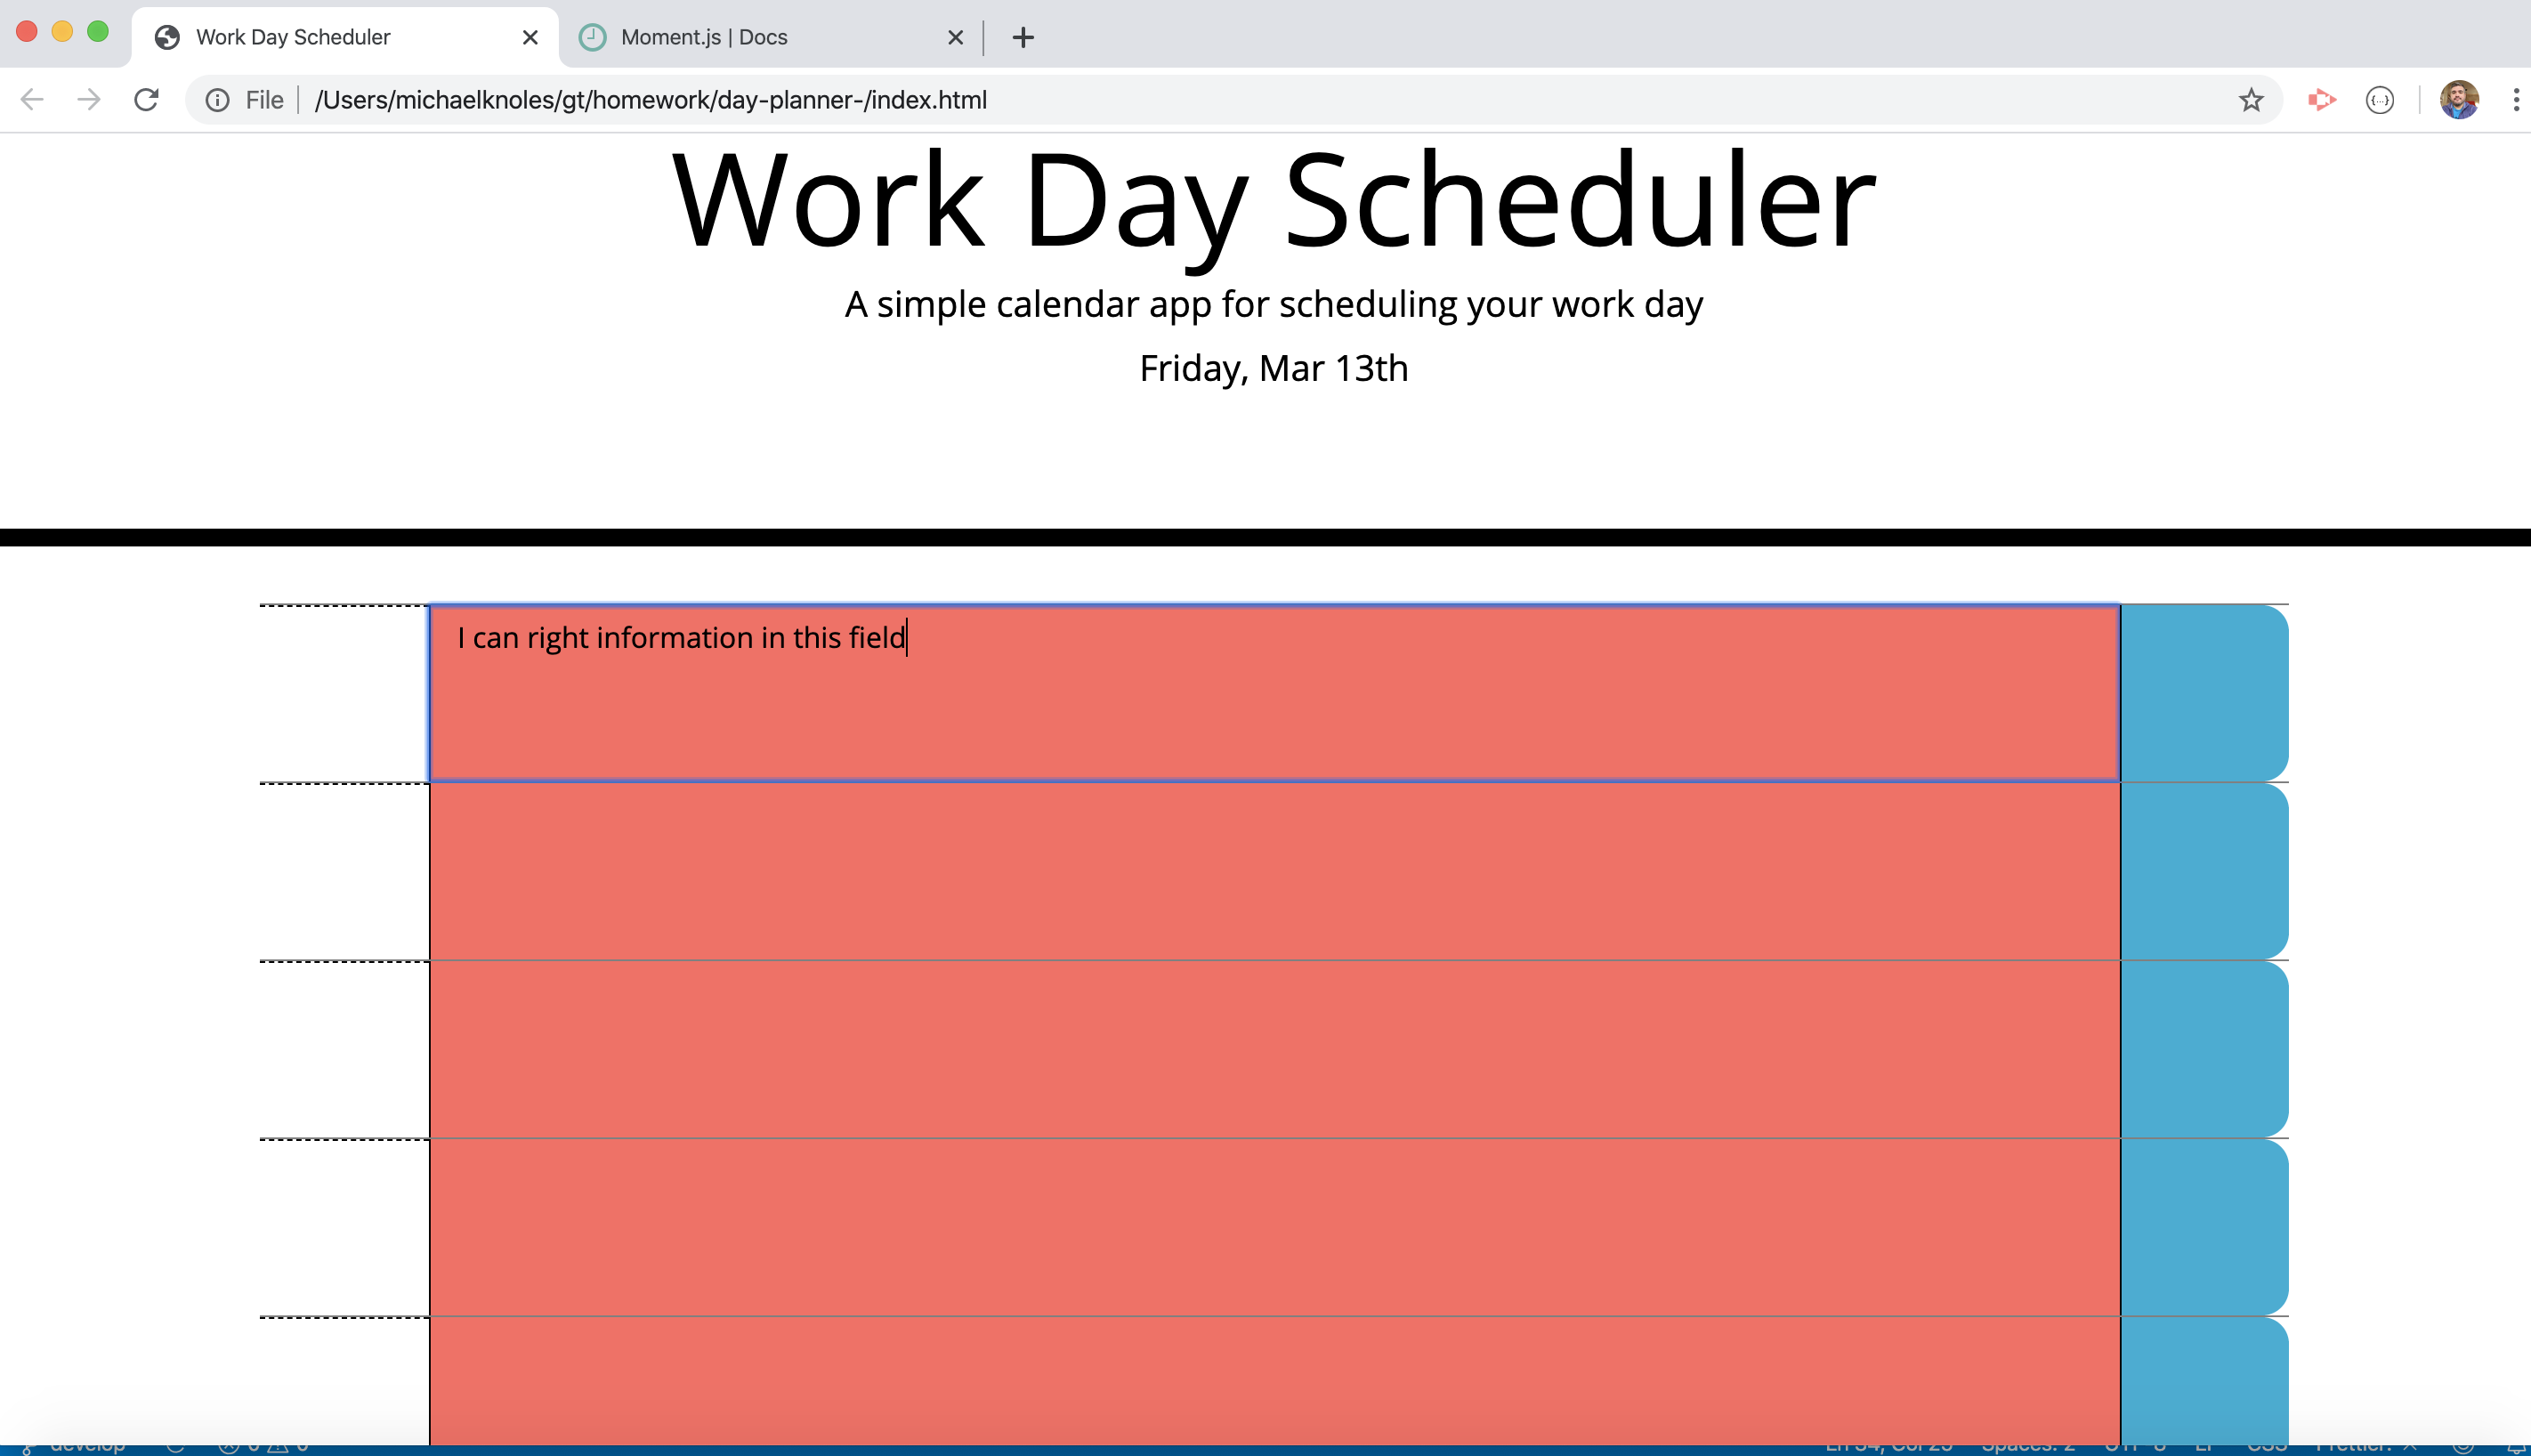 Work Day Scheduler
Moment.js | Docs
File
/Users/michaelknoles/gt/homework/day-planner-/index.html
Work Day Scheduler
A simple calendar app for scheduling your work day
Friday, Mar 13th
I can right information in this field